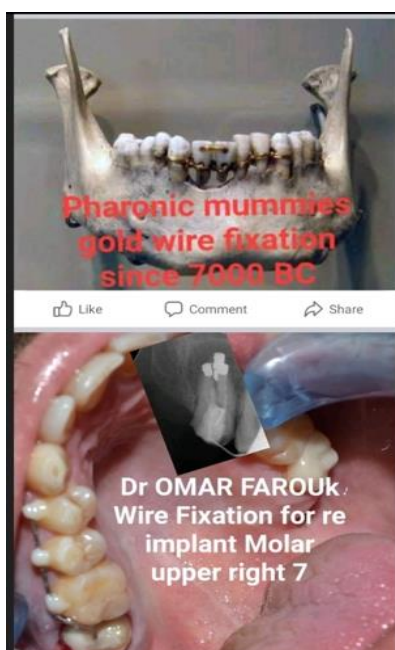 Pharonic mummies
gold wire fixation
since 7000 BC
Like Comment Share
Dr OMAR FAROUk
Wire Fixation for re
implant Molar
upper right 7